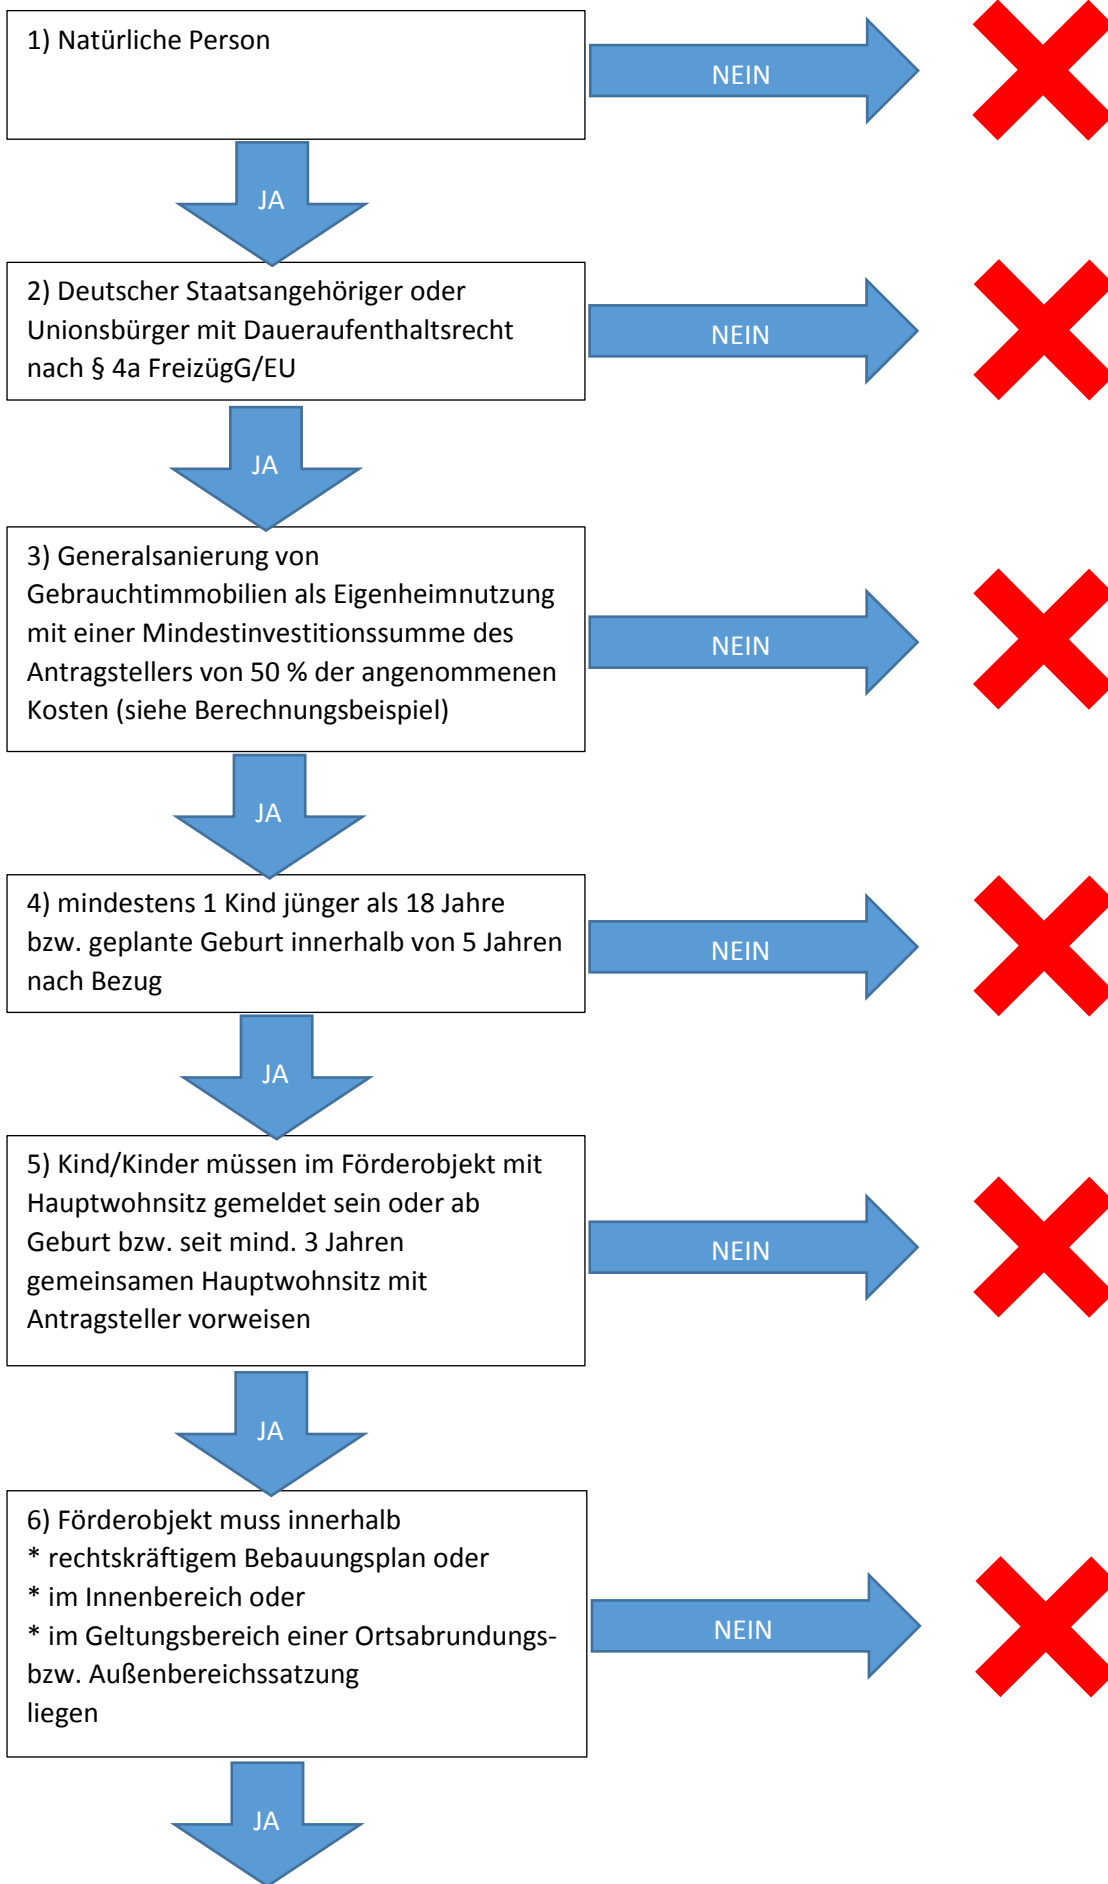 1) Natürliche Person
NEIN
JA
2) Deutscher Staatsangehöriger oder
Unionsbürger mit Daueraufenthaltsrecht
nach § 4a FreizügG/EU
NEIN
JA
3) Generalsanierung von
Gebrauchtimmobilien als Eigenheimnutzung
mit einer Mindestinvestitionssumme des
Antragstellers von 50 % der angenommenen
Kosten (siehe Berechnungsbeispiel)
NEIN
JA
4) mindestens 1 Kind jünger als 18 Jahre
bzw. geplante Geburt innerhalb von 5 Jahren
nach Bezug
NEIN
JA
5) Kind/Kinder müssen im Förderobjekt mit
Hauptwohnsitz gemeldet sein oder ab
Geburt bzw. seit mind. 3 Jahren
gemeinsamen Hauptwohnsitz mit
Antragsteller vorweisen
NEIN
JA
6) Förderobjekt muss innerhalb
* rechtskräftigem Bebauungsplan oder
* im Innenbereich oder
* im Geltungsbereich einer Ortsabrundungs-
bzw. Außenbereichssatzung
liegen
NEIN
JA